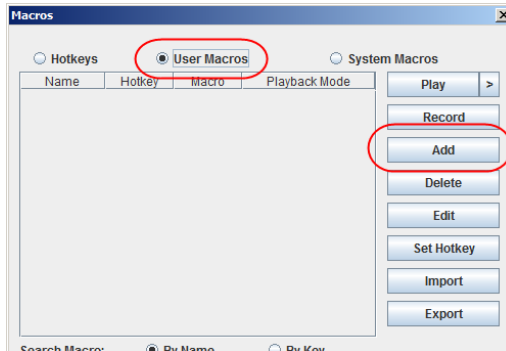 Macros
Hotkeys User Macros System Macros
Name Hotkey Macro Playback Mode
Play >
Record
Add
Delete
Edit
Set Hotkey
Import
Export
Search Macro: By Name By Key